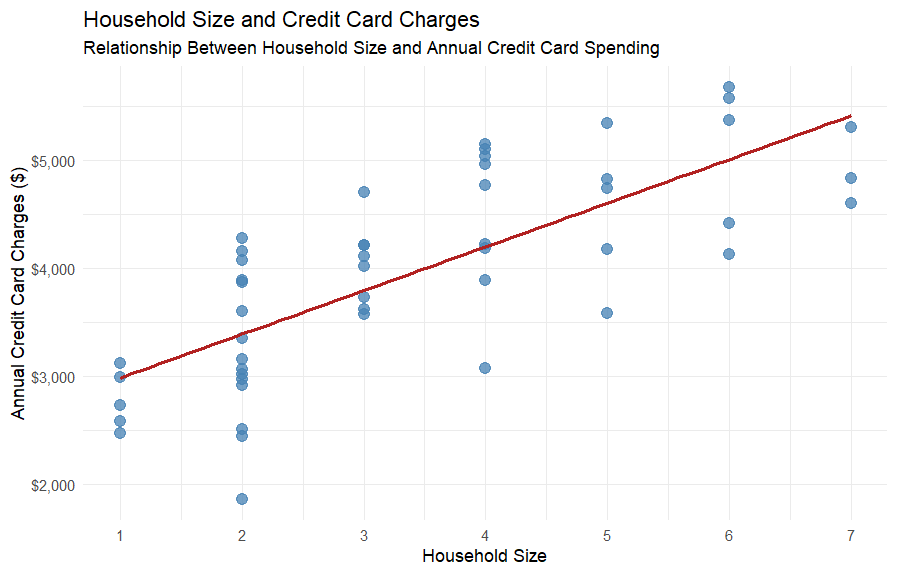 Household Size and Credit Card Charges
Relationship Between Household Size and Annual Credit Card Spending
Annual Credit Card Charges ($)
$5,000
$4,000
$3,000
$2,000
1 2 3 4 5 6 7
Household Size